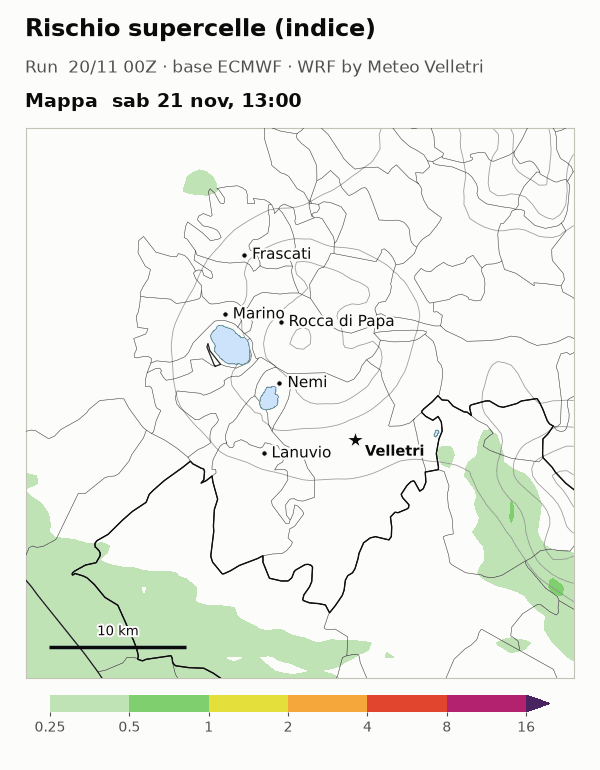 Rischio supercelle (indice)
Run  20/11 00Z · base ECMWF · WRF by Meteo Velletri
Mappa  sab 21 nov, 13:00
Frascati
Marino
Rocca di Papa
Nemi
Velletri
Lanuvio
10 km
0.25 0.5 1 2 4 8 16